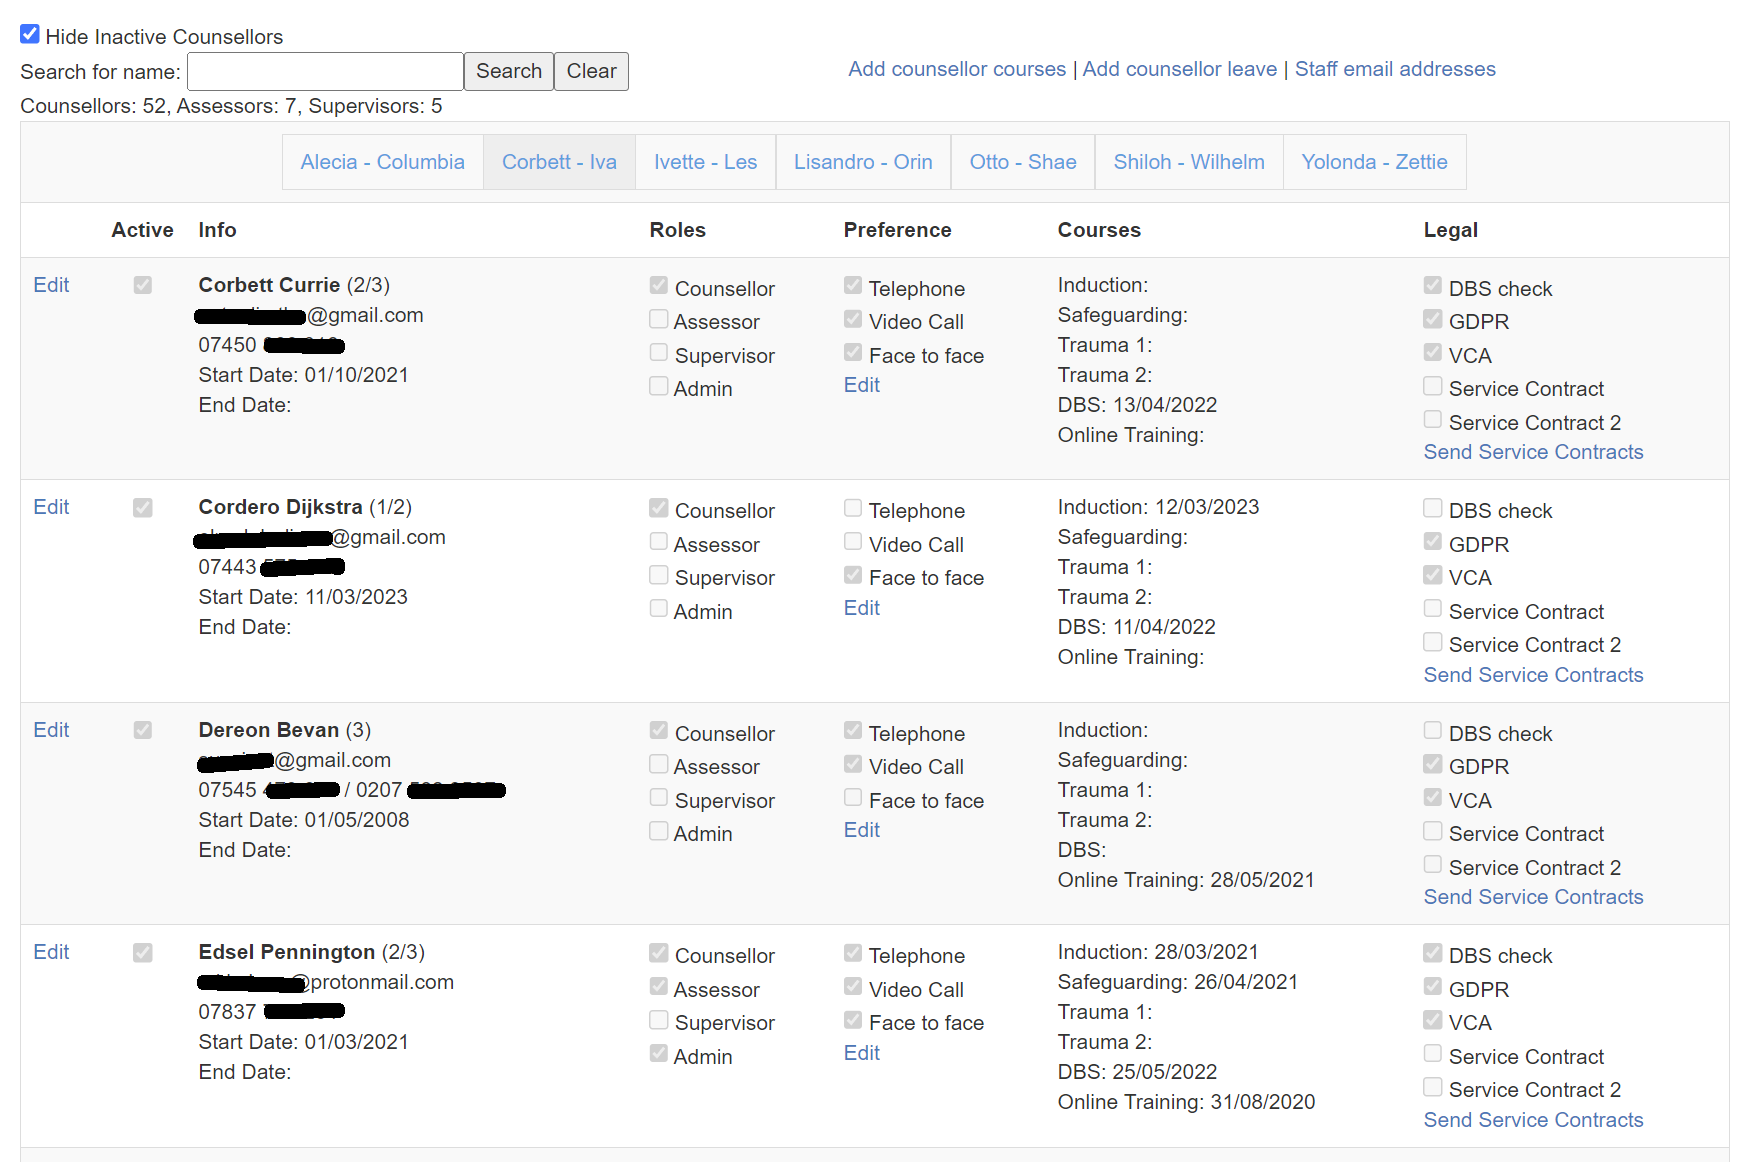 Hide Inactive Counsellors
Search for name: Search Clear
Add counsellor courses | Add counsellor leave | Staff email addresses
Counsellors: 52, Assessors: 7, Supervisors: 5
Alecia - Columbia Corbett - Iva Ivette - Les Lisandro - Orin Otto - Shae Shiloh - Wilhelm Yolonda - Zettie
Active Info Roles Preference Courses Legal
Edit
Corbett Currie (2/3)
@gmail.com
07450
Start Date: 01/10/2021
End Date:
Counsellor
Assessor
Supervisor
Admin
Telephone
Video Call
Face to face
Edit
Induction:
Safeguarding:
Trauma 1:
Trauma 2:
DBS: 13/04/2022
Online Training:
DBS check
GDPR
VCA
Service Contract
Service Contract 2
Send Service Contracts
Edit
Cordero Dijkstra (1/2)
@gmail.com
07443
Start Date: 11/03/2023
End Date:
Counsellor
Assessor
Supervisor
Admin
Telephone
Video Call
Face to face
Edit
Induction: 12/03/2023
Safeguarding:
Trauma 1:
Trauma 2:
DBS: 11/04/2022
Online Training:
DBS check
GDPR
VCA
Service Contract
Service Contract 2
Send Service Contracts
Edit
Dereon Bevan (3)
@gmail.com
07545 / 0207
Start Date: 01/05/2008
End Date:
Counsellor
Assessor
Supervisor
Admin
Telephone
Video Call
Face to face
Edit
Induction:
Safeguarding:
Trauma 1:
Trauma 2:
DBS:
Online Training: 28/05/2021
DBS check
GDPR
VCA
Service Contract
Service Contract 2
Send Service Contracts
Edit
Edsel Pennington (2/3)
@protonmail.com
07837
Start Date: 01/03/2021
End Date:
Counsellor
Assessor
Supervisor
Admin
Telephone
Video Call
Face to face
Edit
Induction: 28/03/2021
Safeguarding: 26/04/2021
Trauma 1:
Trauma 2:
DBS: 25/05/2022
Online Training: 31/08/2020
DBS check
GDPR
VCA
Service Contract
Service Contract 2
Send Service Contracts